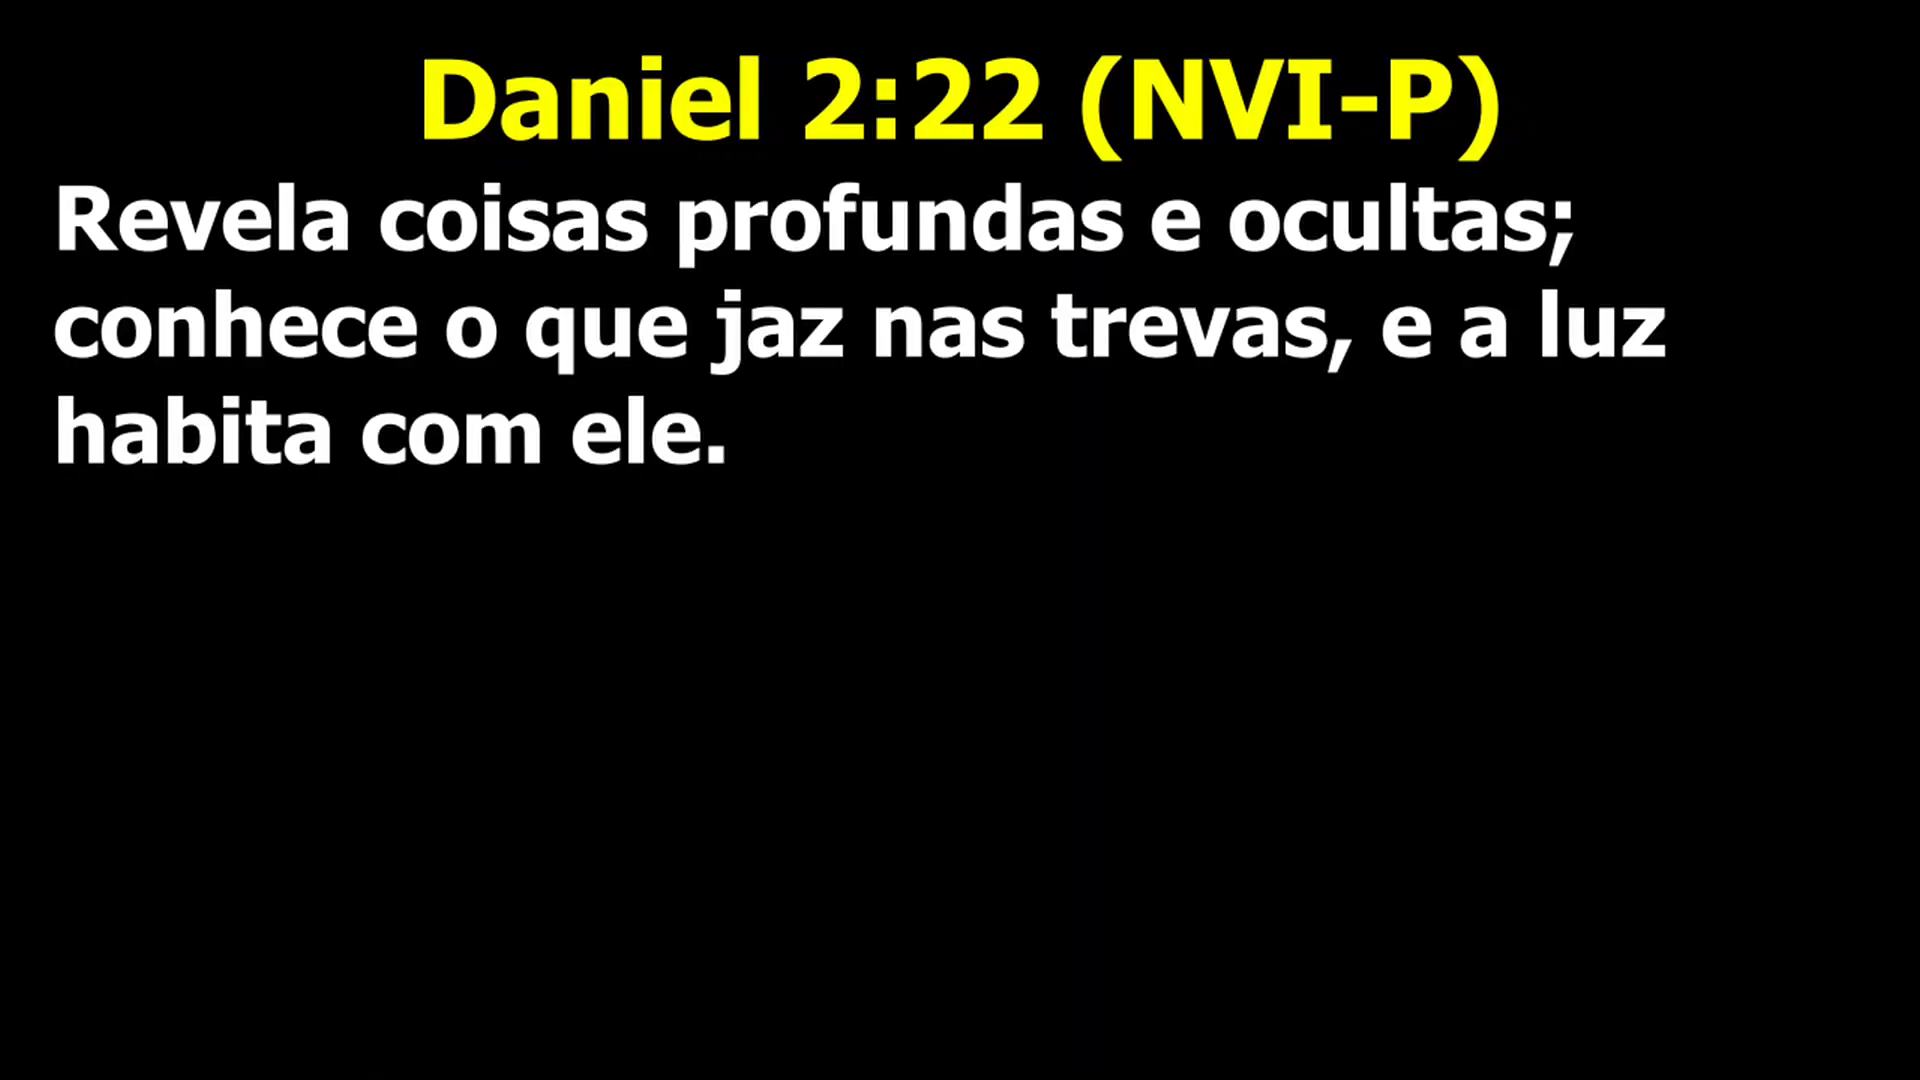 Daniel 2:22 (NVI-P)
Revela coisas profundas e ocultas;
conhece o que jaz nas trevas, e a luz
habita com ele.